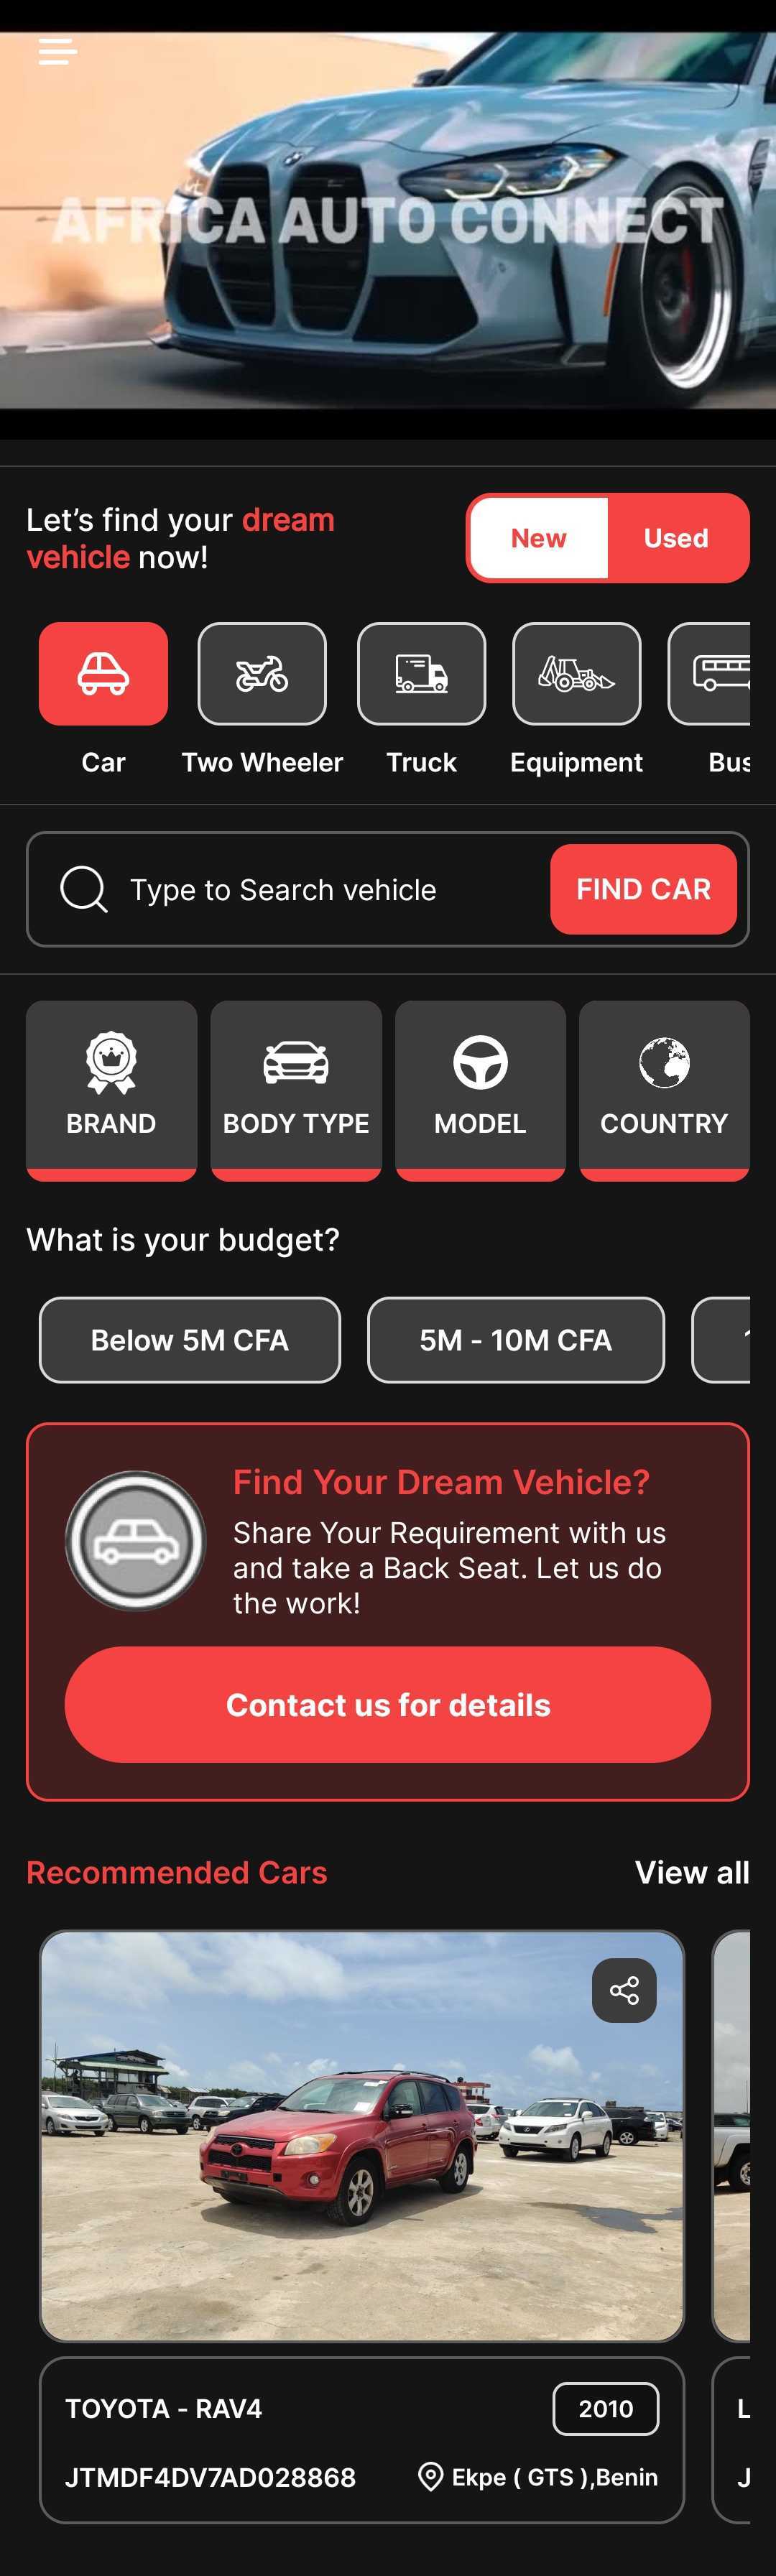 AFRICA AUTO CONNECT
Let’s find your dream
vehicle now!
New
Used
Car
Two Wheeler
Truck
Equipment
Bus
Type to Search vehicle
FIND CAR
BRAND
BODY TYPE
MODEL
COUNTRY
What is your budget?
Below 5M CFA
5M - 10M CFA
Find Your Dream Vehicle?
Share Your Requirement with us
and take a Back Seat. Let us do
the work!
Contact us for details
Recommended Cars
View all
TOYOTA - RAV4
2010
L
JTMDF4DV7AD028868
Ekpe ( GTS ),Benin
J